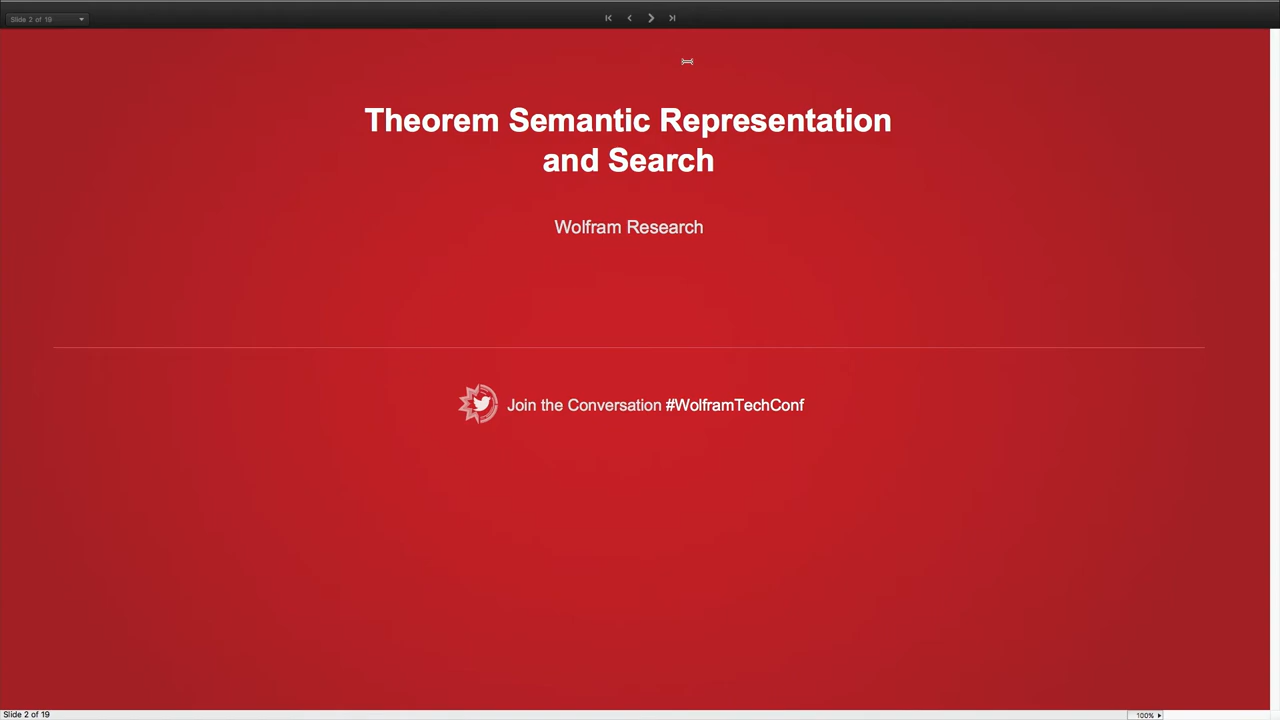 Slide 2 of 19
Theorem Semantic Representation
and Search
Wolfram Research
Join the Conversation #WolframTechConf
Slide 2 of 19
100%